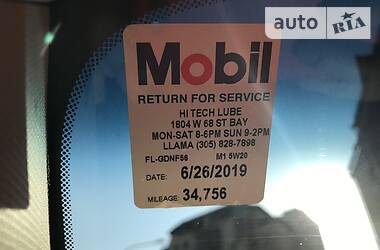 auto RIA
Mobil
RETURN FOR SERVICE
HI TECH LUBE
1804 W 68 ST BAY
MON-SAT 8-6PM SUN 9-2PM
LLAMA (305) 828-7898
FL-GDNF56 M1 5W20
DATE: 6/26/2019
MILEAGE: 34,756